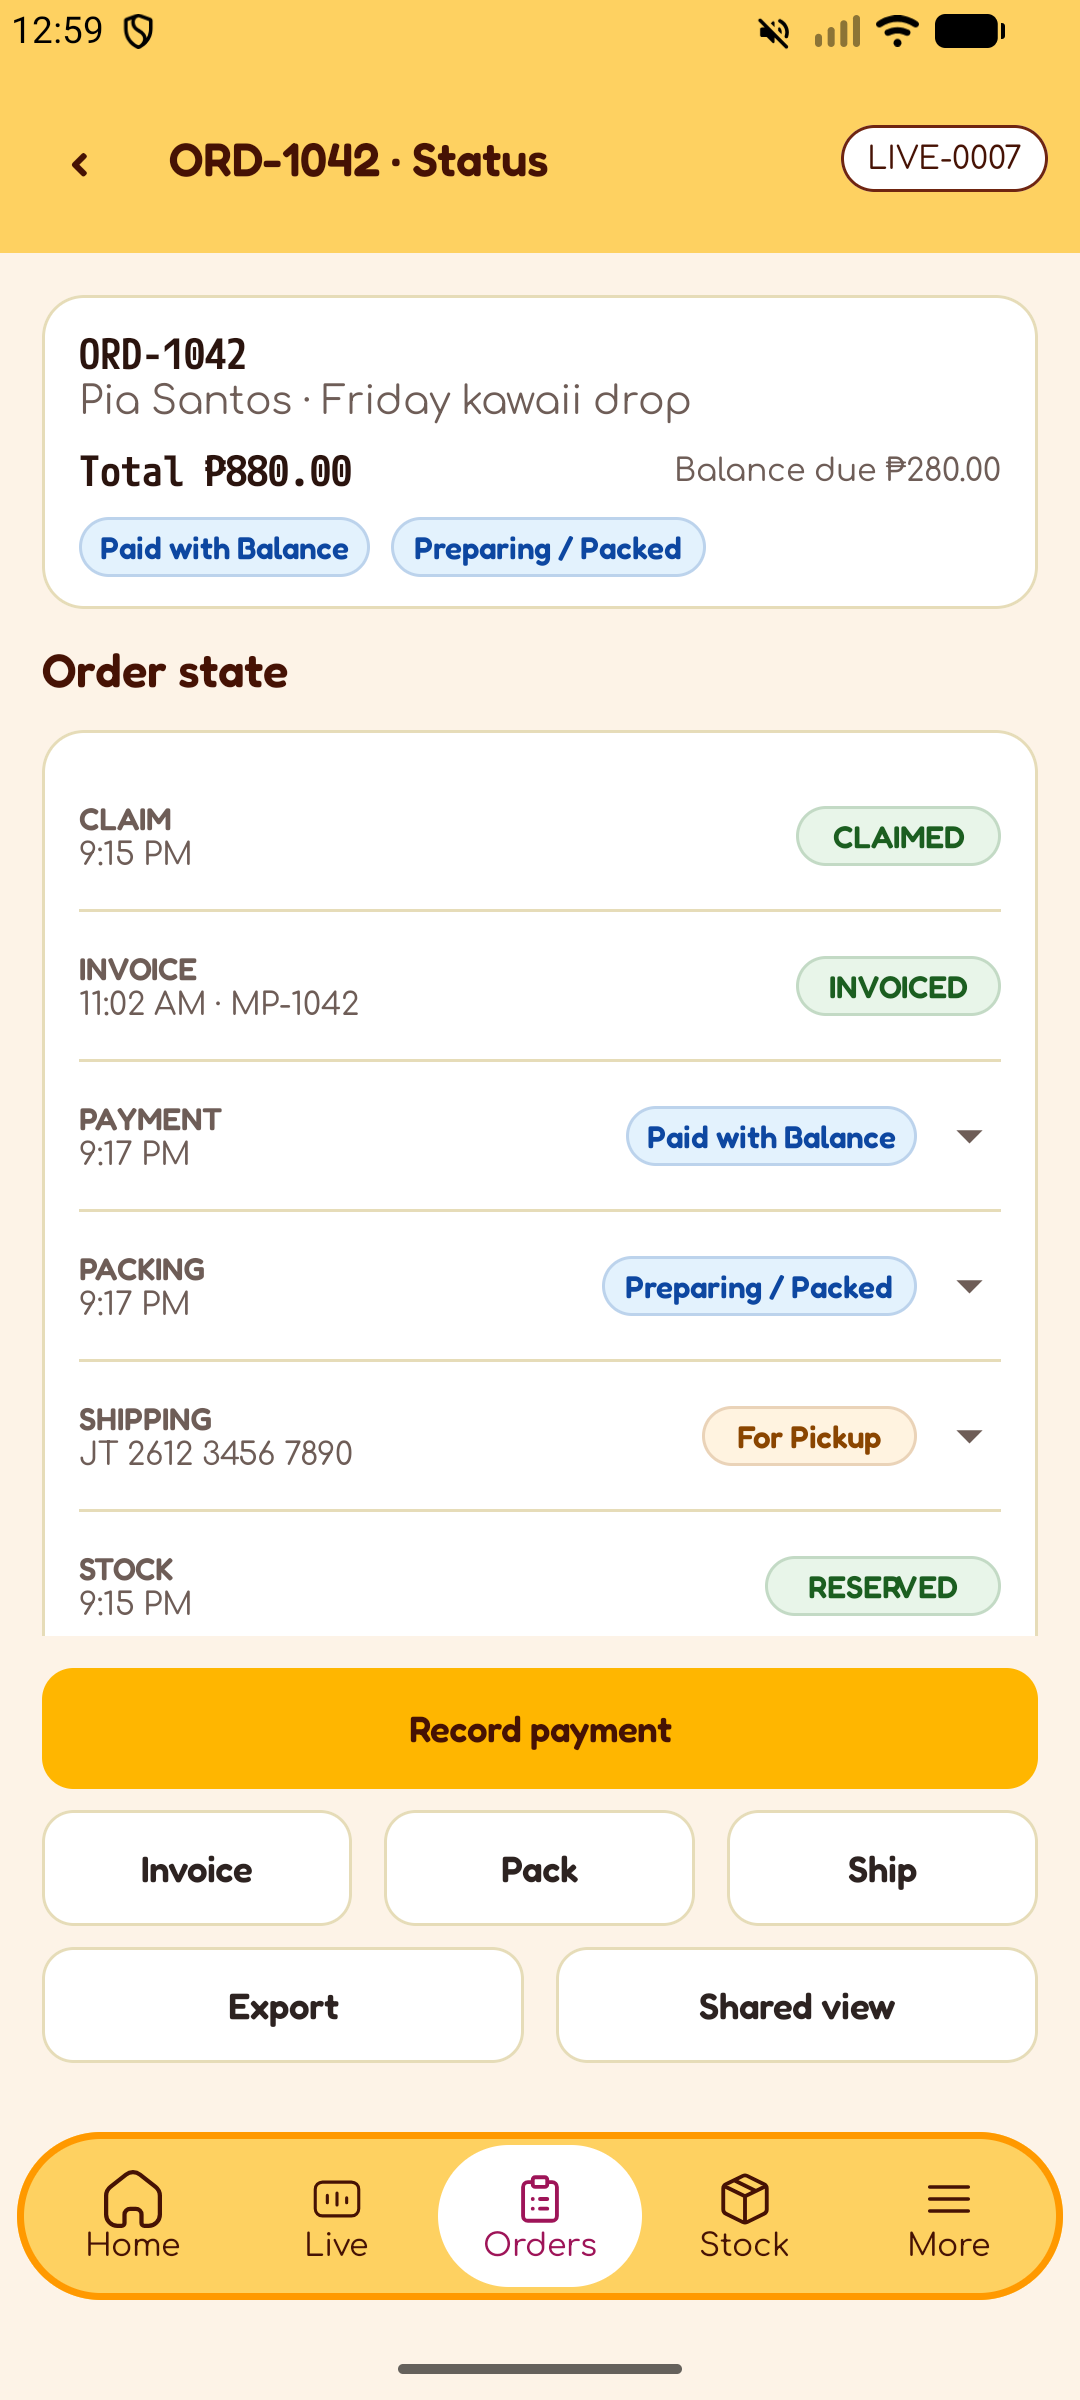 12:59
ORD-1042 · Status
LIVE-0007
ORD-1042
Pia Santos · Friday kawaii drop
Total ₱880.00
Balance due ₱280.00
Paid with Balance
Preparing / Packed
Order state
CLAIM
9:15 PM
CLAIMED
INVOICE
11:02 AM · MP-1042
INVOICED
PAYMENT
9:17 PM
Paid with Balance
PACKING
9:17 PM
Preparing / Packed
SHIPPING
JT 2612 3456 7890
For Pickup
STOCK
9:15 PM
RESERVED
Record payment
Invoice
Pack
Ship
Export
Shared view
Home
Live
Orders
Stock
More